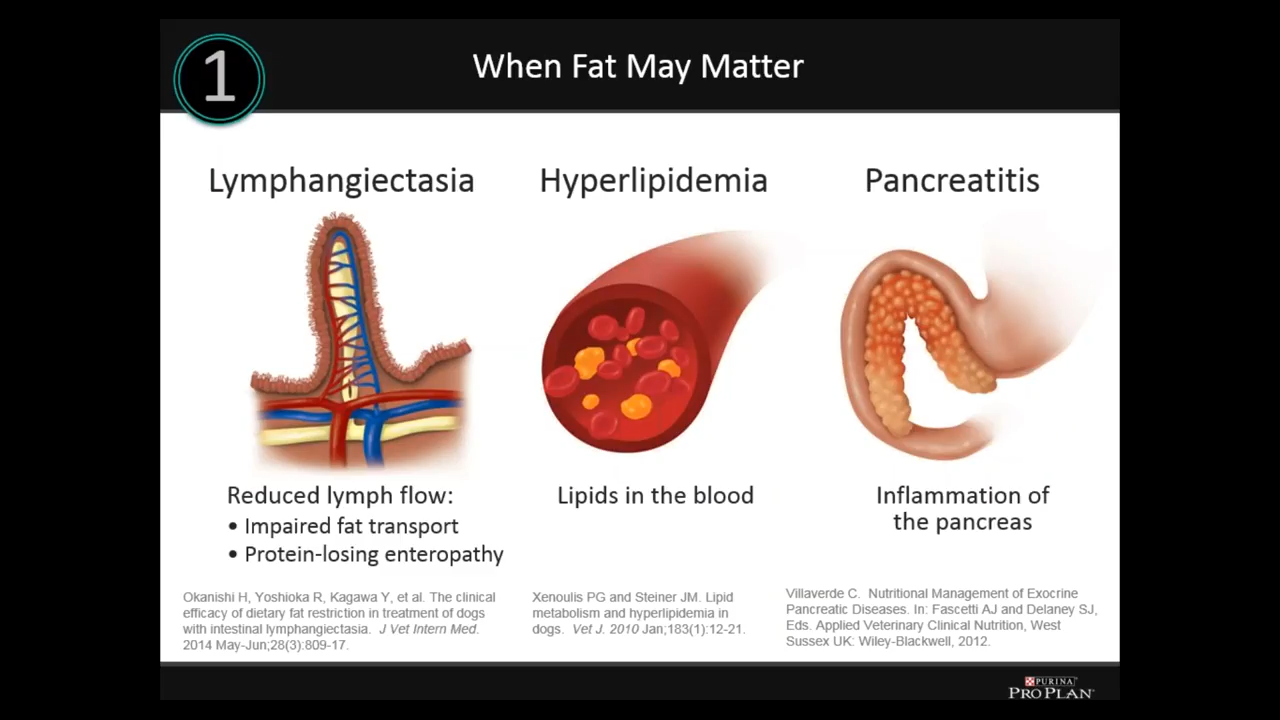 1
When Fat May Matter
Lymphangiectasia
Reduced lymph flow:
• Impaired fat transport
• Protein-losing enteropathy
Okanishi H, Yoshioka R, Kagawa Y, et al. The clinical
efficacy of dietary fat restriction in treatment of dogs
with intestinal lymphangiectasia. J Vet Intern Med.
2014 May-Jun;28(3):809-17.
Hyperlipidemia
Lipids in the blood
Xenoulis PG and Steiner JM. Lipid
metabolism and hyperlipidemia in
dogs. Vet J. 2010 Jan;183(1):12-21.
Pancreatitis
Inflammation of
the pancreas
Villaverde C. Nutritional Management of Exocrine
Pancreatic Diseases. In: Fascetti AJ and Delaney SJ,
Eds. Applied Veterinary Clinical Nutrition, West
Sussex UK: Wiley-Blackwell, 2012.
PURINA
PRO PLAN